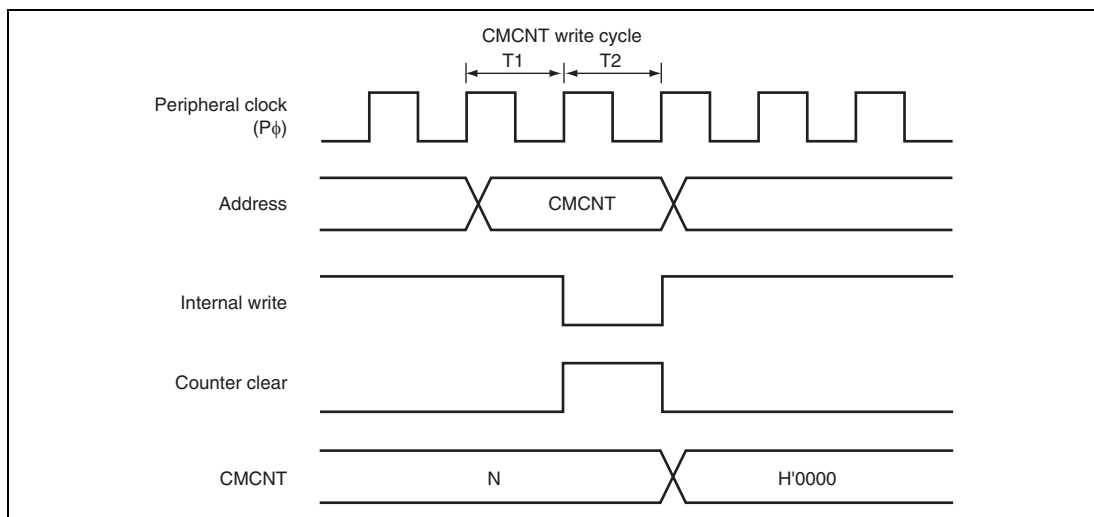 CMCNT write cycle
T1 T2
Peripheral clock
(Pϕ)
Address
CMCNT
Internal write
Counter clear
CMCNT
N
H'0000